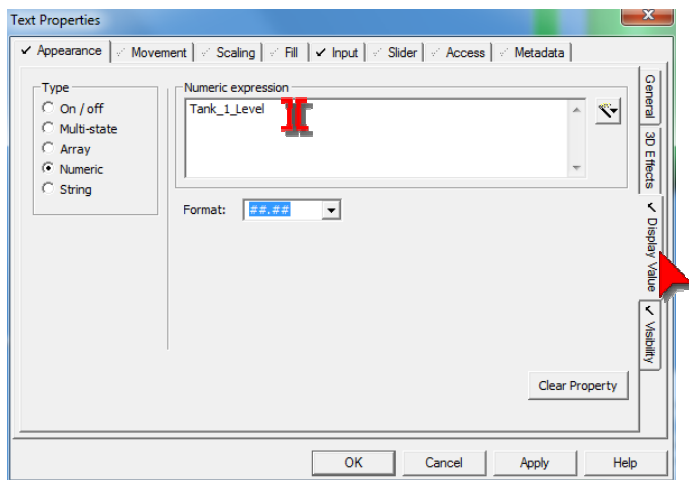 Text Properties
Appearance Movement Scaling Fill Input Slider Access Metadata
Type
On / off
Multi-state
Array
Numeric
String
Numeric expression
Tank_1_Level
Format: ##.##
General
3D Effects
Display Value
Visibility
Clear Property
OK Cancel Apply Help